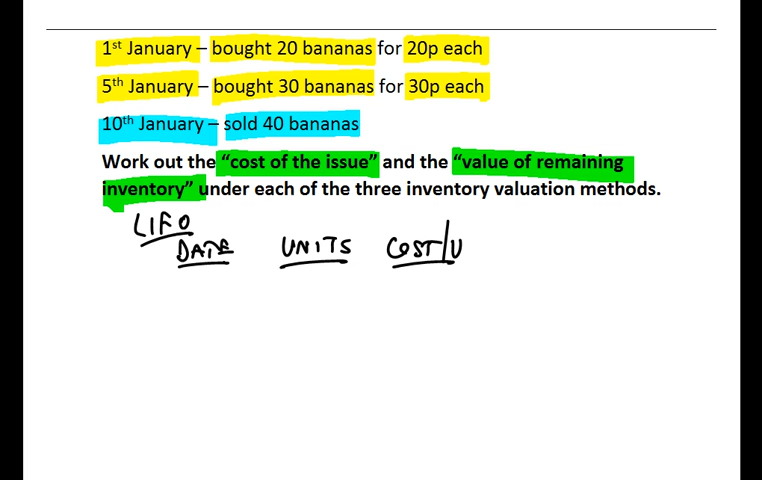 1st January – bought 20 bananas for 20p each
5th January – bought 30 bananas for 30p each
10th January – sold 40 bananas
Work out the “cost of the issue” and the “value of remaining
inventory” under each of the three inventory valuation methods.
LIFO
DATE UNITS COST/U